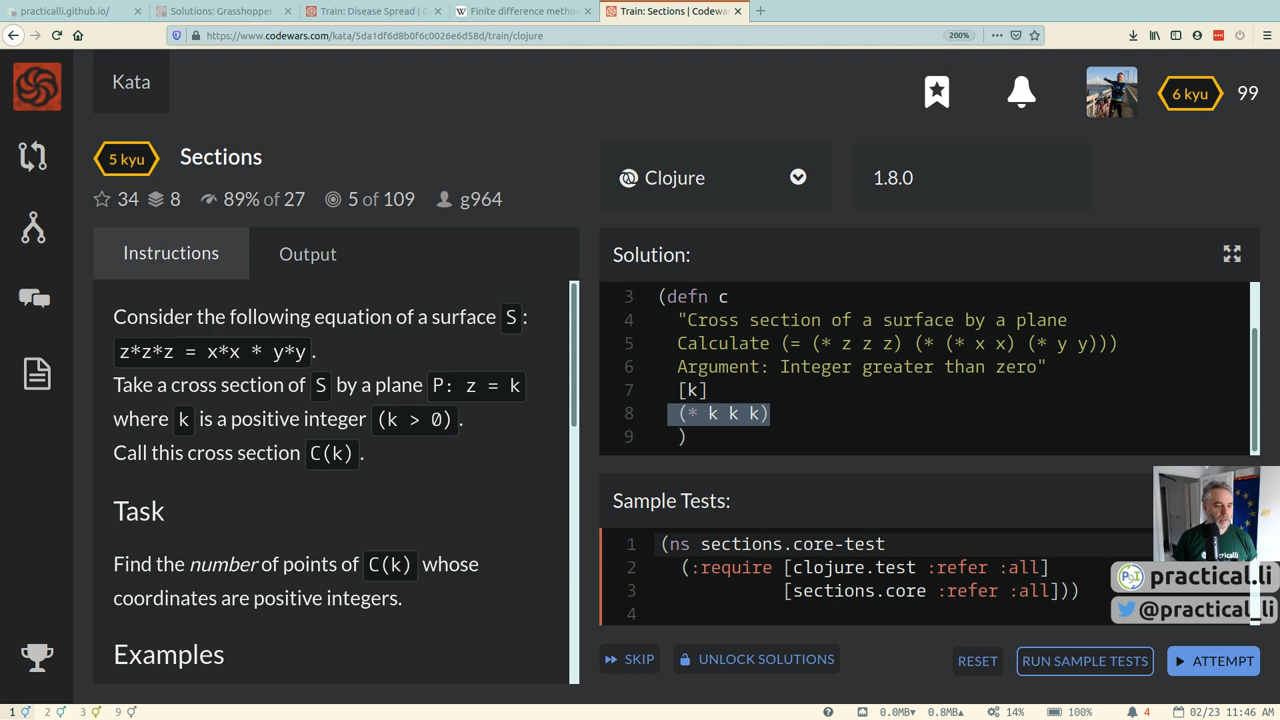 practicalli.github.io/
Solutions: Grasshopper -
Train: Disease Spread | C
Finite difference metho
Train: Sections | Codewa
https://www.codewars.com/kata/5da1df6d8b0f6c0026e6d58d/train/clojure
200%
Kata
6 kyu
99
5 kyu
Sections
34
8
89% of 27
5 of 109
g964
Clojure
1.8.0
Instructions
Output
Consider the following equation of a surface S:
z*z*z = x*x * y*y.
Take a cross section of S by a plane P: z = k
where k is a positive integer (k > 0).
Call this cross section C(k).
Task
Find the number of points of C(k) whose
coordinates are positive integers.
Examples
Solution:
3 (defn c
4 "Cross section of a surface by a plane
5 Calculate (= (* z z z) (* (* x x) (* y y)))
6 Argument: Integer greater than zero"
7 [k]
8 (* k k k)
9 )
Sample Tests:
1 (ns sections.core-test
2 (:require [clojure.test :refer :all]
3 [sections.core :refer :all]))
4
practical.li
@practical_li
SKIP
UNLOCK SOLUTIONS
RESET
RUN SAMPLE TESTS
ATTEMPT
1
2
3
9
0.0MB
0.8MB
14%
100%
4
02/23 11:46 AM